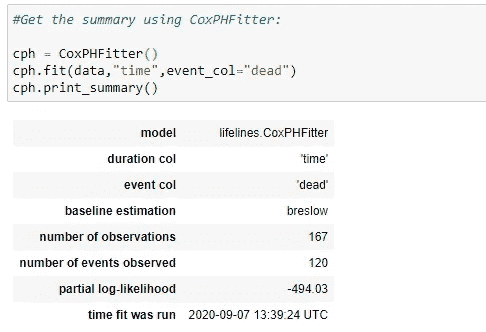 #Get the summary using CoxPHFitter:
cph = CoxPHFitter()
cph.fit(data,"time",event_col="dead")
cph.print_summary()
model lifelines.CoxPHFitter
duration col 'time'
event col 'dead'
baseline estimation breslow
number of observations 167
number of events observed 120
partial log-likelihood -494.03
time fit was run 2020-09-07 13:39:24 UTC